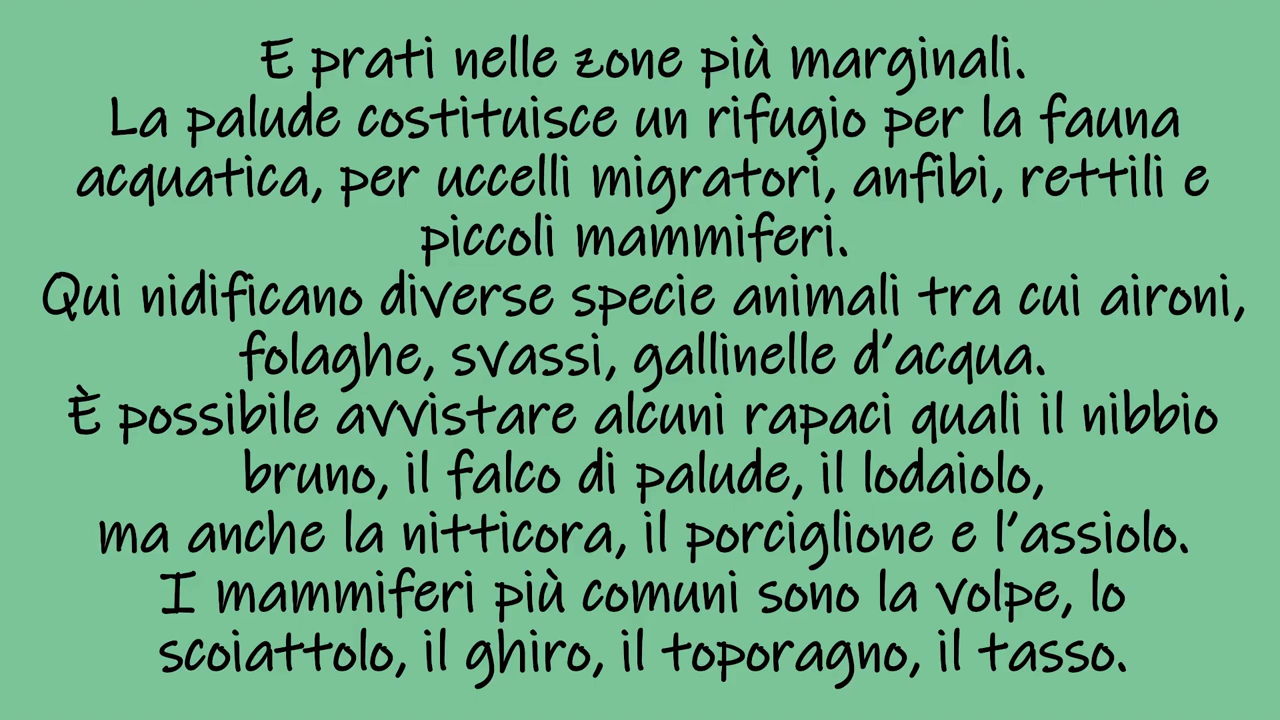 E prati nelle zone più marginali.
La palude costituisce un rifugio per la fauna
acquatica, per uccelli migratori, anfibi, rettili e
piccoli mammiferi.
Qui nidificano diverse specie animali tra cui aironi,
folaghe, svassi, gallinelle d’acqua.
È possibile avvistare alcuni rapaci quali il nibbio
bruno, il falco di palude, il lodaiolo,
ma anche la nitticora, il porciglione e l’assiolo.
I mammiferi più comuni sono la volpe, lo
scoiattolo, il ghiro, il toporagno, il tasso.